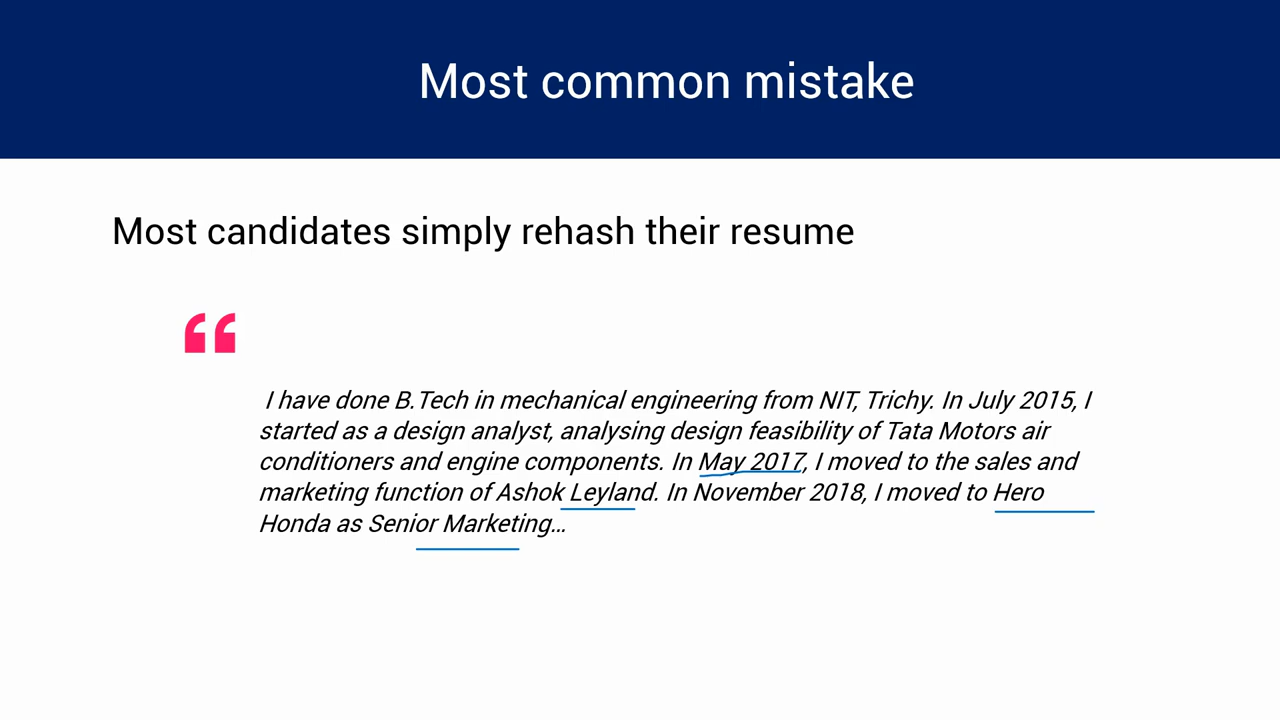 Most common mistake
Most candidates simply rehash their resume
“
I have done B.Tech in mechanical engineering from NIT, Trichy. In July 2015, I
started as a design analyst, analysing design feasibility of Tata Motors air
conditioners and engine components. In May 2017, I moved to the sales and
marketing function of Ashok Leyland. In November 2018, I moved to Hero
Honda as Senior Marketing…